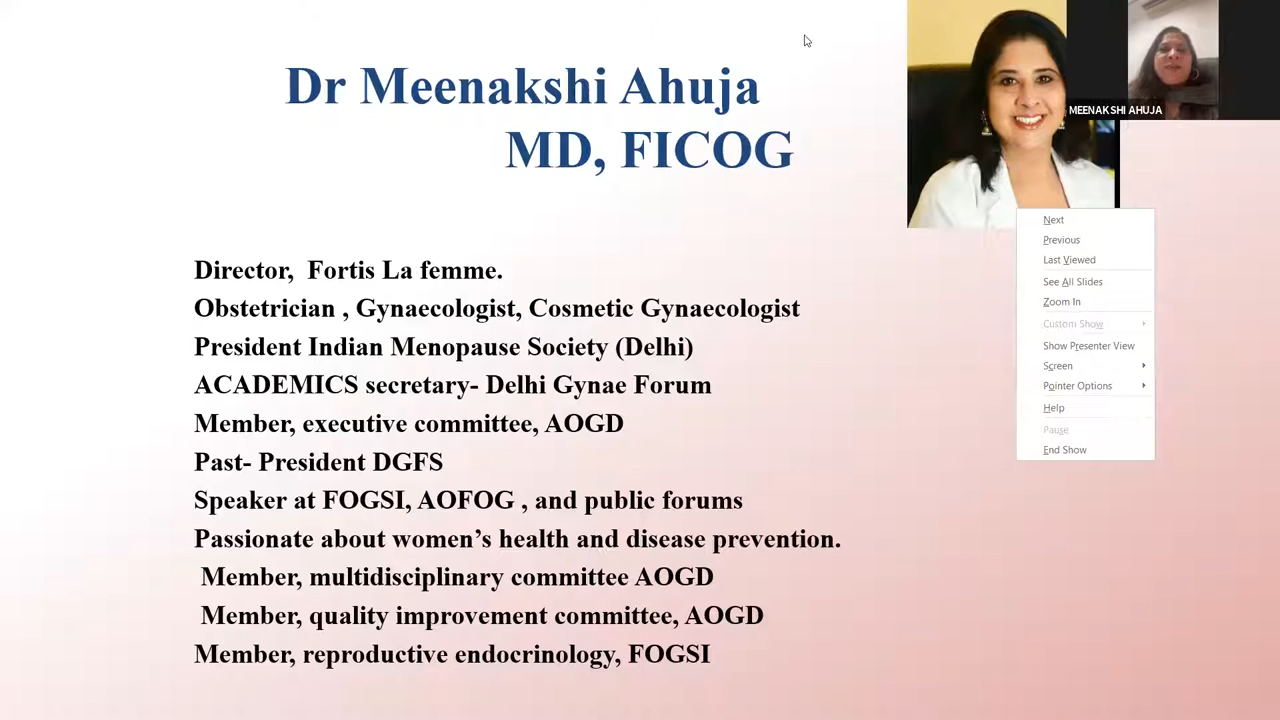 Dr Meenakshi Ahuja
MD, FICOG
MEENAKSHI AHUJA
Director, Fortis La femme.
Obstetrician , Gynaecologist, Cosmetic Gynaecologist
President Indian Menopause Society (Delhi)
ACADEMICS secretary- Delhi Gynae Forum
Member, executive committee, AOGD
Past- President DGFS
Speaker at FOGSI, AOFOG , and public forums
Passionate about women’s health and disease prevention.
Member, multidisciplinary committee AOGD
Member, quality improvement committee, AOGD
Member, reproductive endocrinology, FOGSI
Next
Previous
Last Viewed
See All Slides
Zoom In
Custom Show
Show Presenter View
Screen
Pointer Options
Help
Pause
End Show